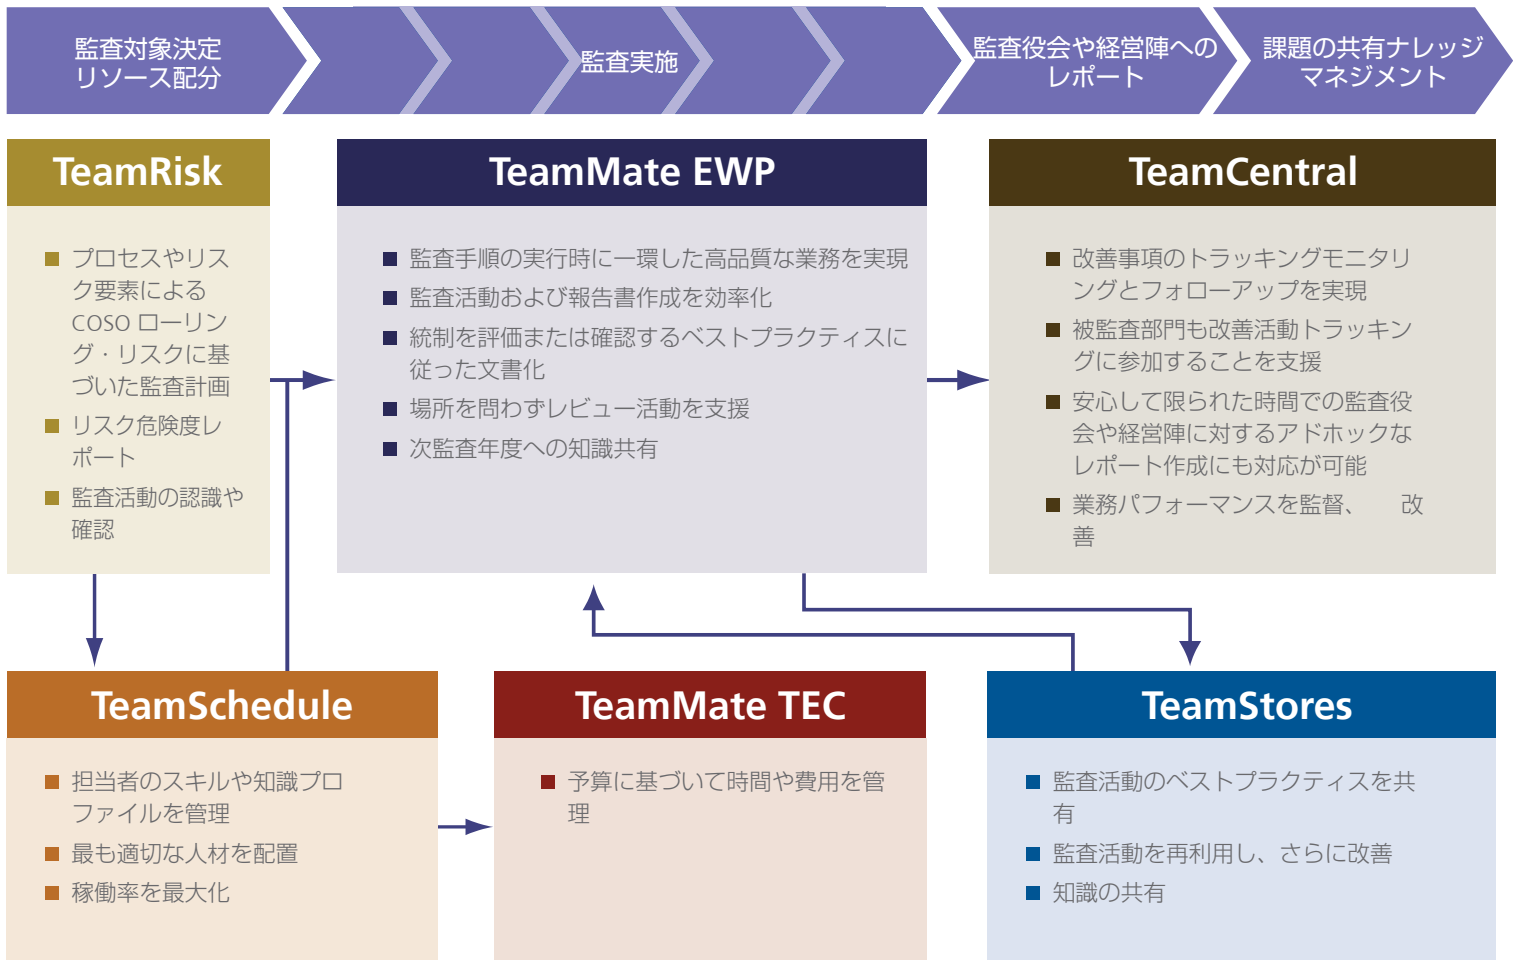 監査対象決定
リソース配分
監査実施
監査役会や経営陣への
レポート
課題の共有ナレッジ
マネジメント
TeamRisk
プロセスやリス
ク要素による
COSO ローリン
グ・リスクに基
づいた監査計画
リスク危険度レ
ポート
監査活動の認識や
確認
TeamMate EWP
監査手順の実行時に一環した高品質な業務を実現
監査活動および報告書作成を効率化
統制を評価または確認するベストプラクティスに
従った文書化
場所を問わずレビュー活動を支援
次監査年度への知識共有
TeamCentral
改善事項のトラッキングモニタリ
ングとフォローアップを実現
被監査部門も改善活動トラッキン
グに参加することを支援
安心して限られた時間での監査役
会や経営陣に対するアドホックな
レポート作成にも対応が可能
業務パフォーマンスを監督、 改
善
TeamSchedule
担当者のスキルや知識プロ
ファイルを管理
最も適切な人材を配置
稼働率を最大化
TeamMate TEC
予算に基づいて時間や費用を管
理
TeamStores
監査活動のベストプラクティスを共
有
監査活動を再利用し、さらに改善
知識の共有